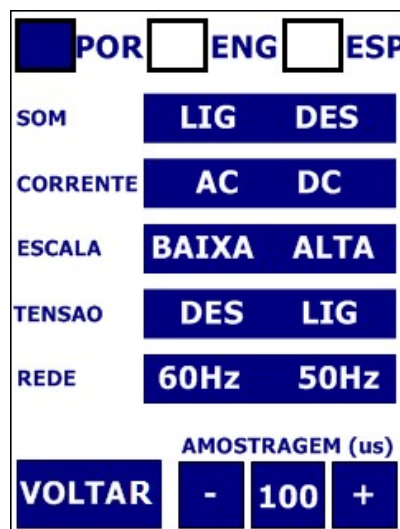 POR ENG ESP
SOM LIG DES
CORRENTE AC DC
ESCALA BAIXA ALTA
TENSAO DES LIG
REDE 60Hz 50Hz
AMOSTRAGEM (us)
VOLTAR - 100 +